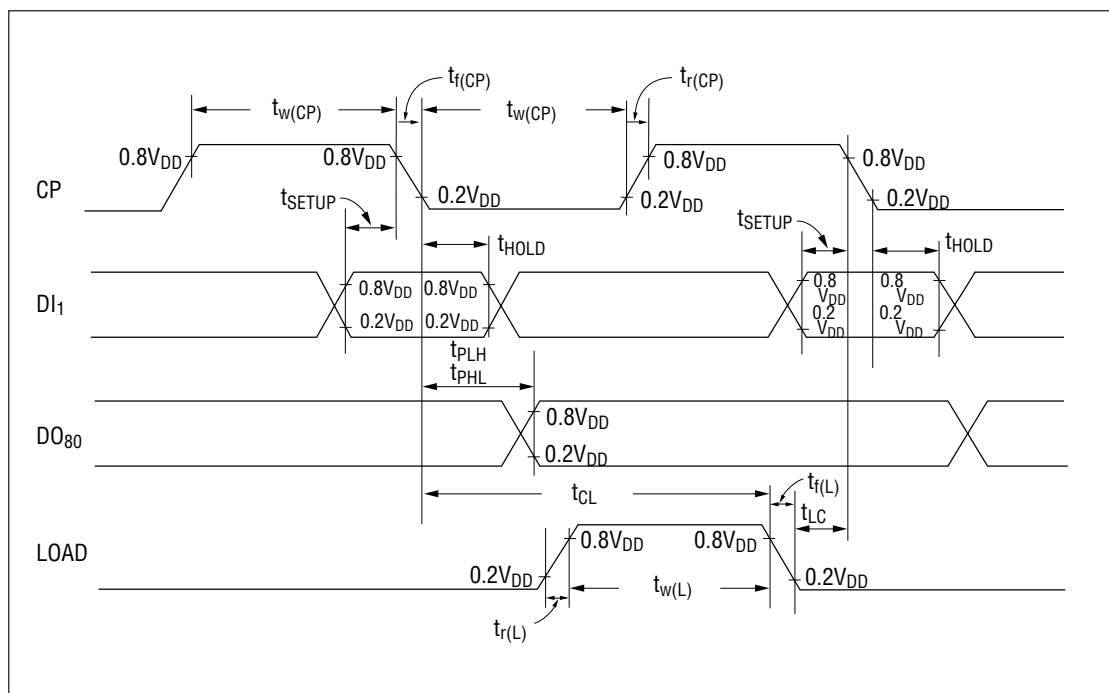 tf(CP) tr(CP)
tw(CP) tw(CP)
0.8VDD 0.8VDD 0.8VDD 0.8VDD
CP
0.2VDD 0.2VDD 0.2VDD
tSETUP tSETUP
tHOLD tHOLD
DI1
0.8VDD 0.8VDD 0.8 VDD 0.8 VDD
0.2VDD 0.2VDD 0.2 VDD 0.2 VDD
tPLH
tPHL
DO80
0.8VDD
0.2VDD
tCL tf(L)
tLC
LOAD
0.8VDD 0.8VDD
0.2VDD 0.2VDD
tw(L)
tr(L)